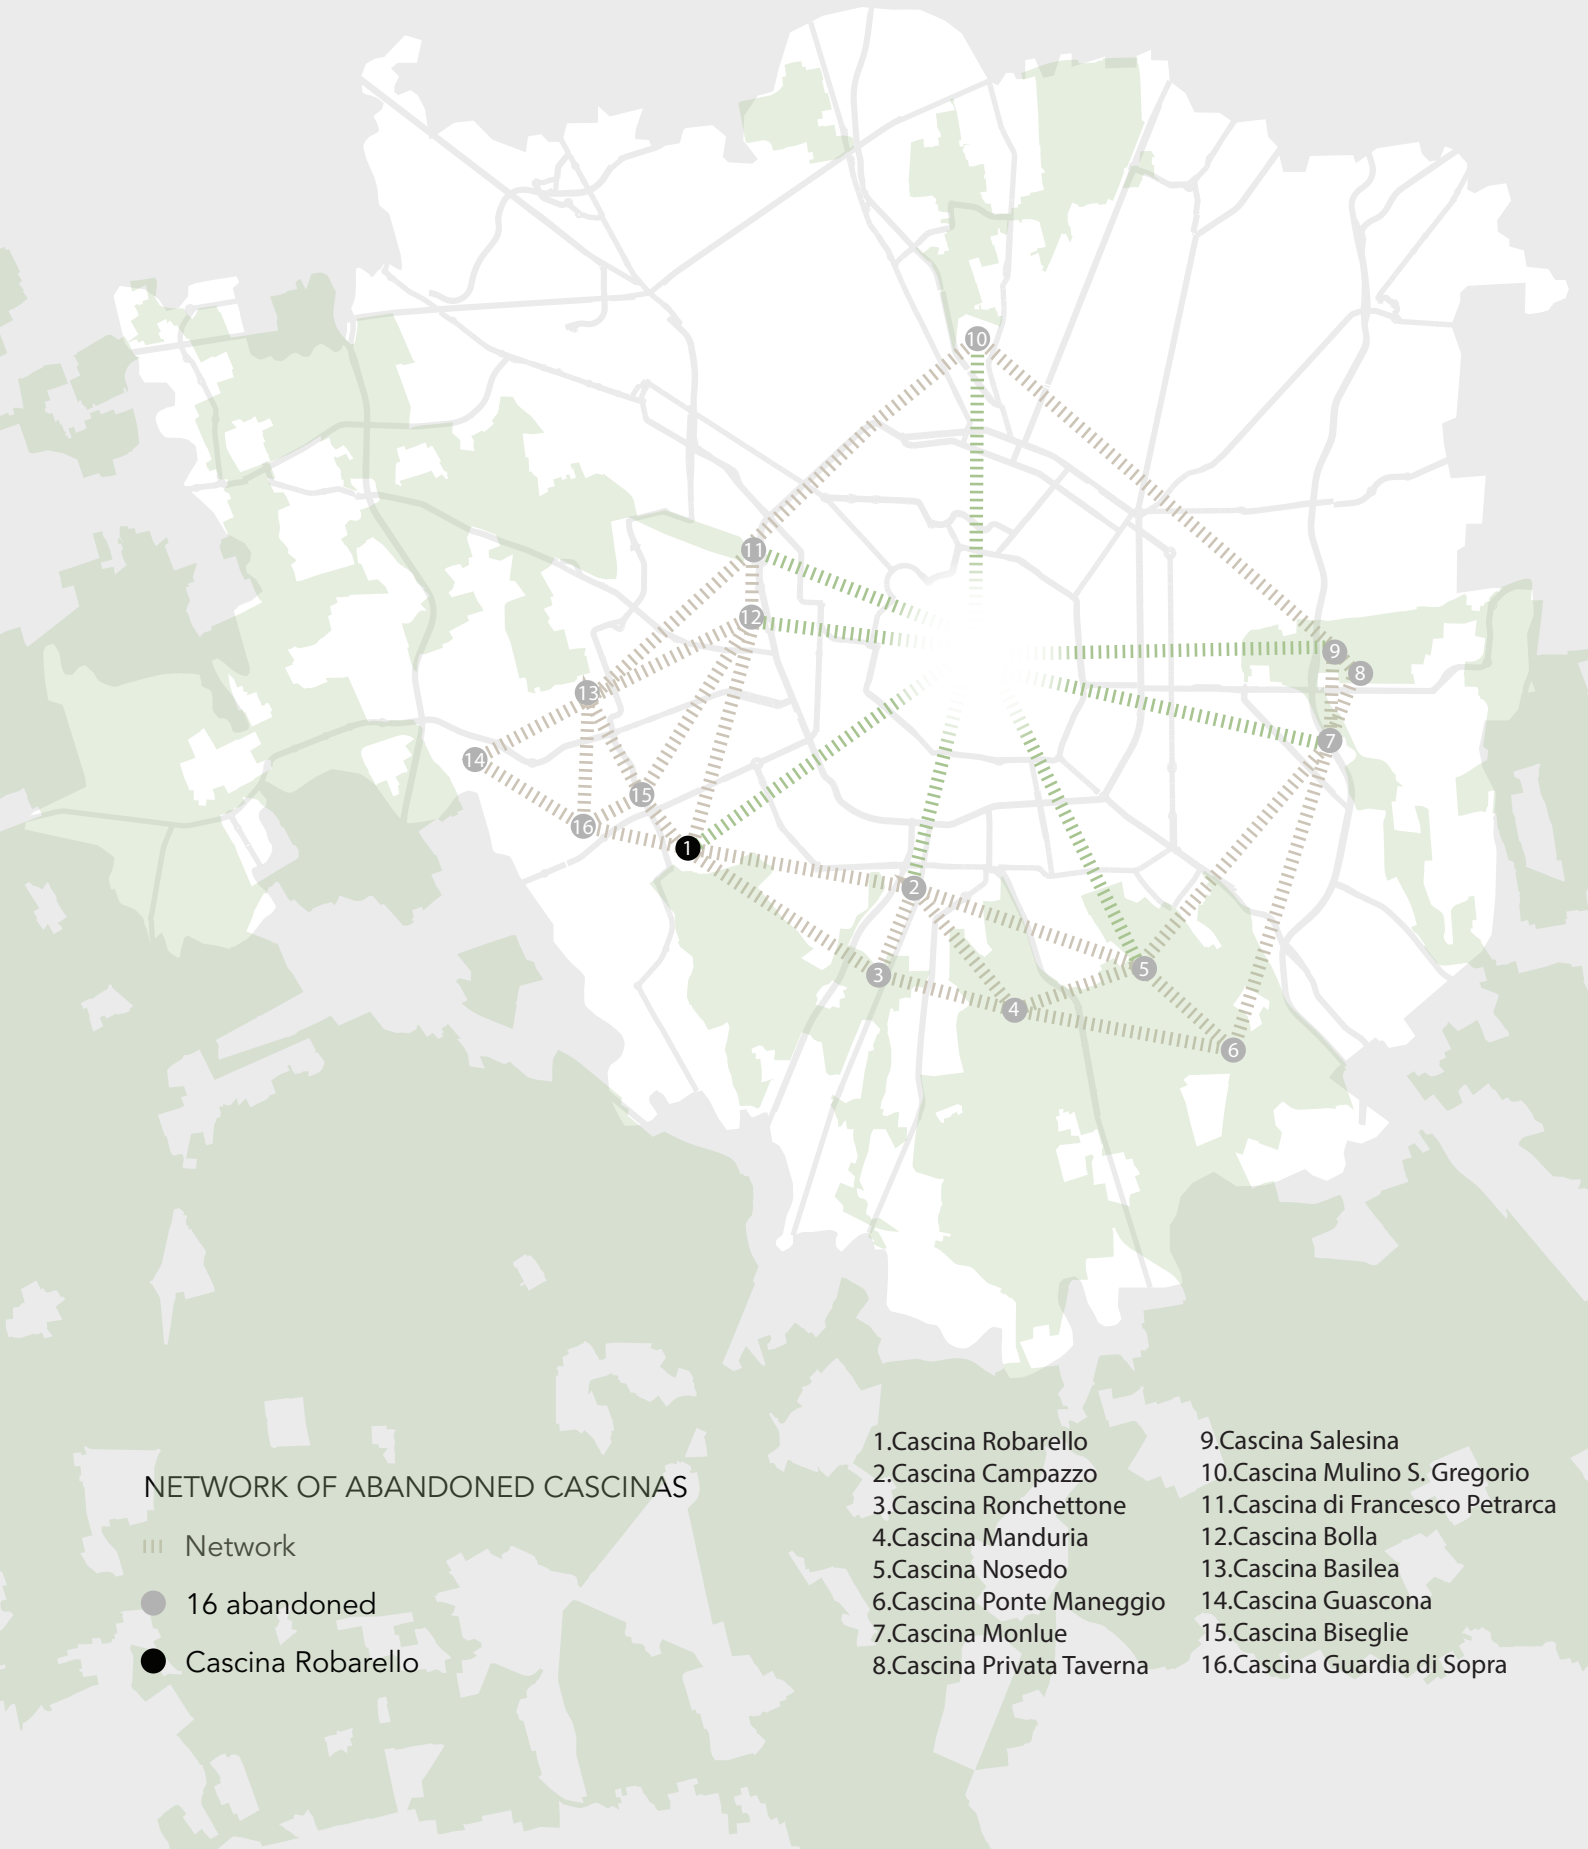 10
11
12
9
8
13
7
14
15
16
1
2
5
3
4
6
NETWORK OF ABANDONED CASCINAS
Network
16 abandoned
Cascina Robarello
1.Cascina Robarello
2.Cascina Campazzo
3.Cascina Ronchettone
4.Cascina Manduria
5.Cascina Nosedo
6.Cascina Ponte Maneggio
7.Cascina Monlue
8.Cascina Privata Taverna
9.Cascina Salesina
10.Cascina Mulino S. Gregorio
11.Cascina di Francesco Petrarca
12.Cascina Bolla
13.Cascina Basilea
14.Cascina Guascona
15.Cascina Biseglie
16.Cascina Guardia di Sopra